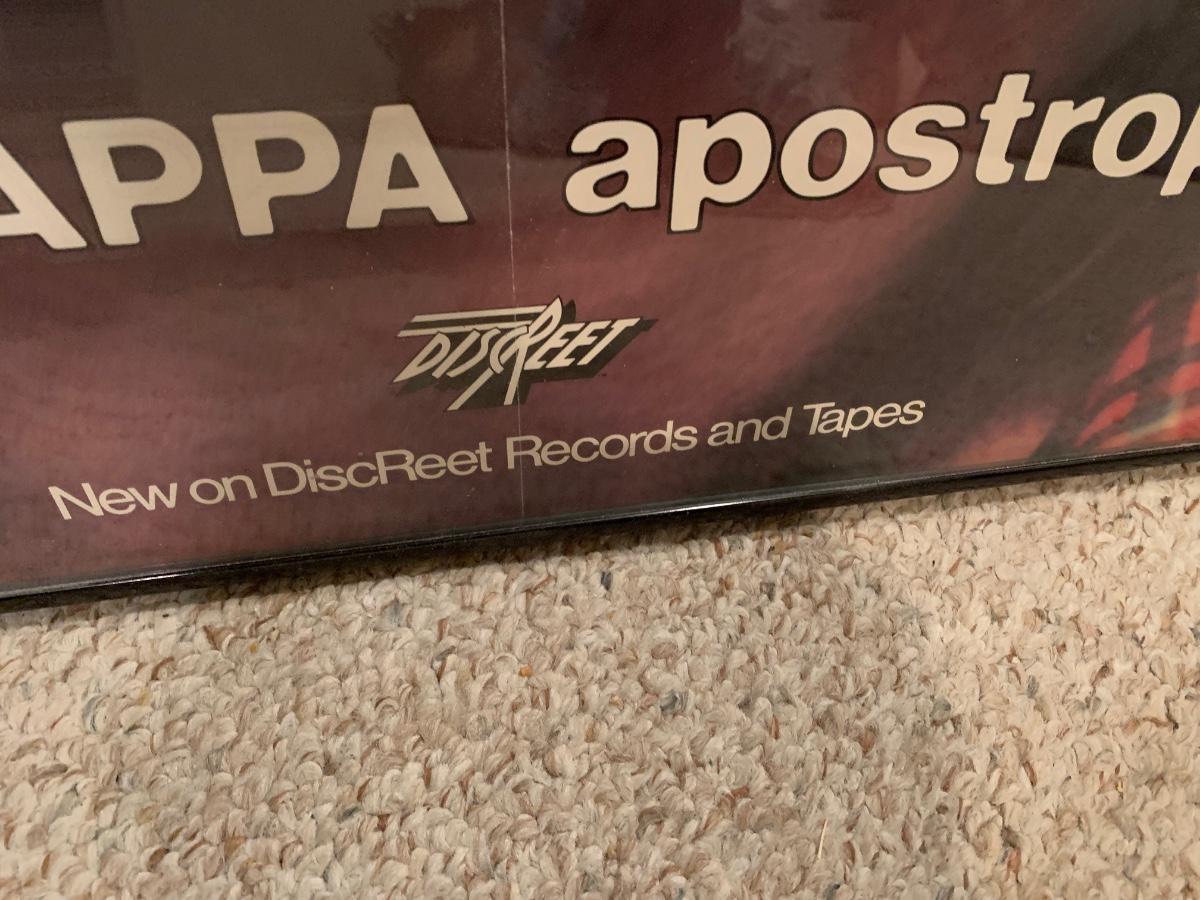 APPA apostrop
DISCREET
New on DiscReet Records and Tapes